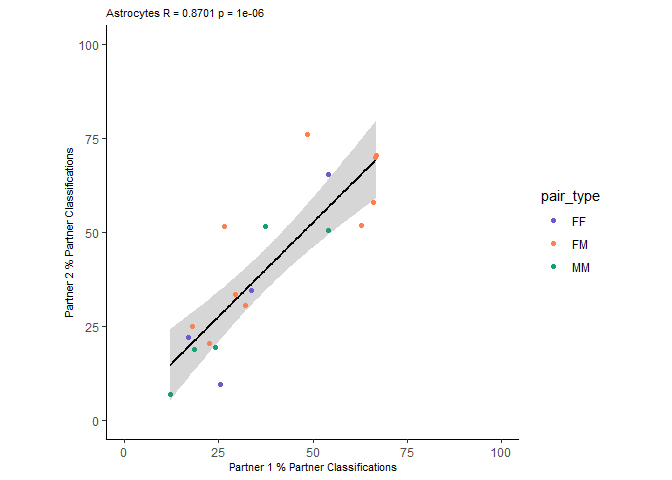 Astrocytes R = 0.8701 p = 1e-06
100
75
50
25
0
Partner 2 % Partner Classifications
0 25 50 75 100
Partner 1 % Partner Classifications
pair_type
FF
FM
MM